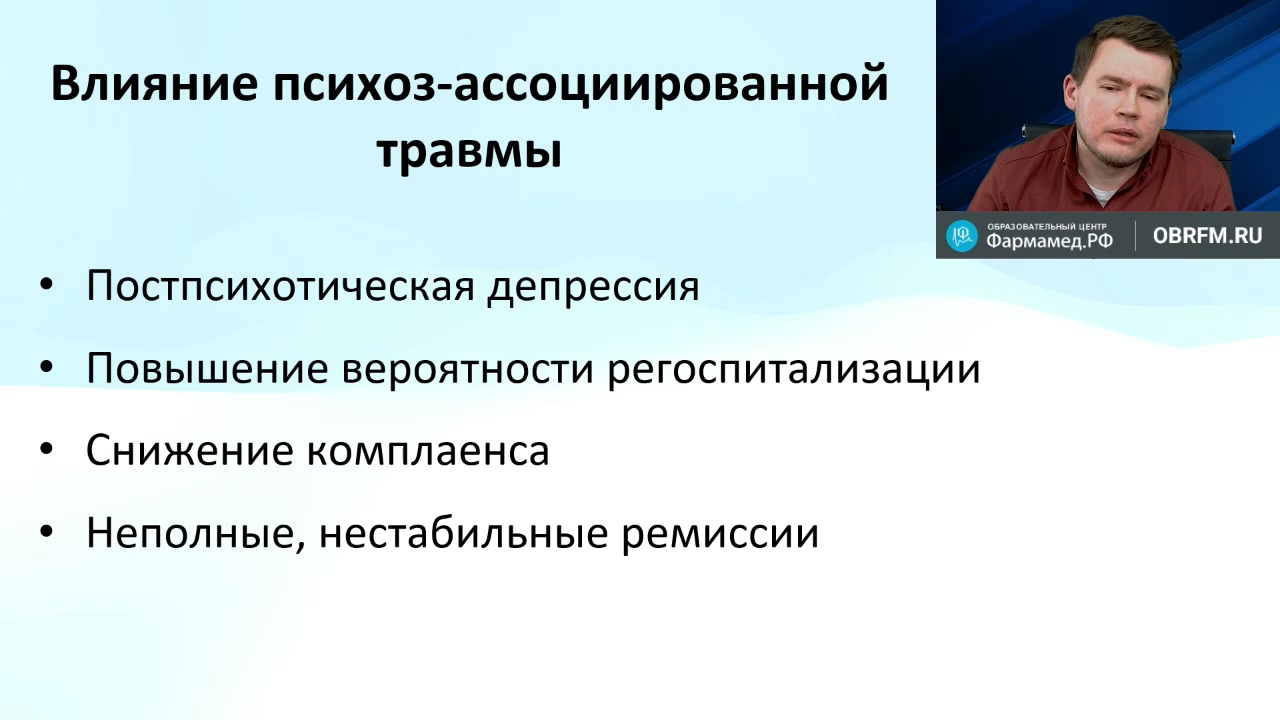 Влияние психоз-ассоциированной
травмы
ОБРАЗОВАТЕЛЬНЫЙ ЦЕНТР
Фармамед.РФ
OBRFM.RU
• Постпсихотическая депрессия
• Повышение вероятности регоспитализации
• Снижение комплаенса
• Неполные, нестабильные ремиссии